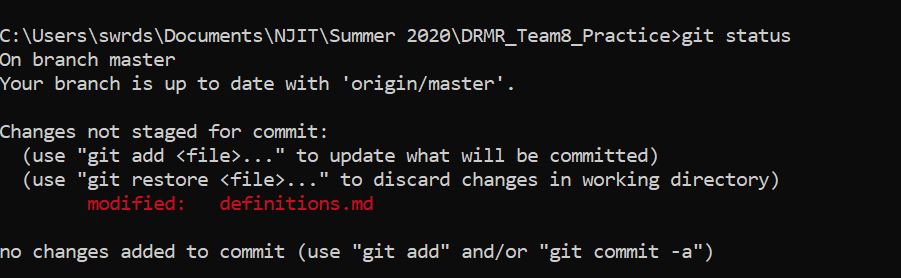 C:\Users\swrds\Documents\NJIT\Summer 2020\DRMR_Team8_Practice>git status
On branch master
Your branch is up to date with 'origin/master'.
Changes not staged for commit:
(use "git add <file>..." to update what will be committed)
(use "git restore <file>..." to discard changes in working directory)
modified:   definitions.md
no changes added to commit (use "git add" and/or "git commit -a")